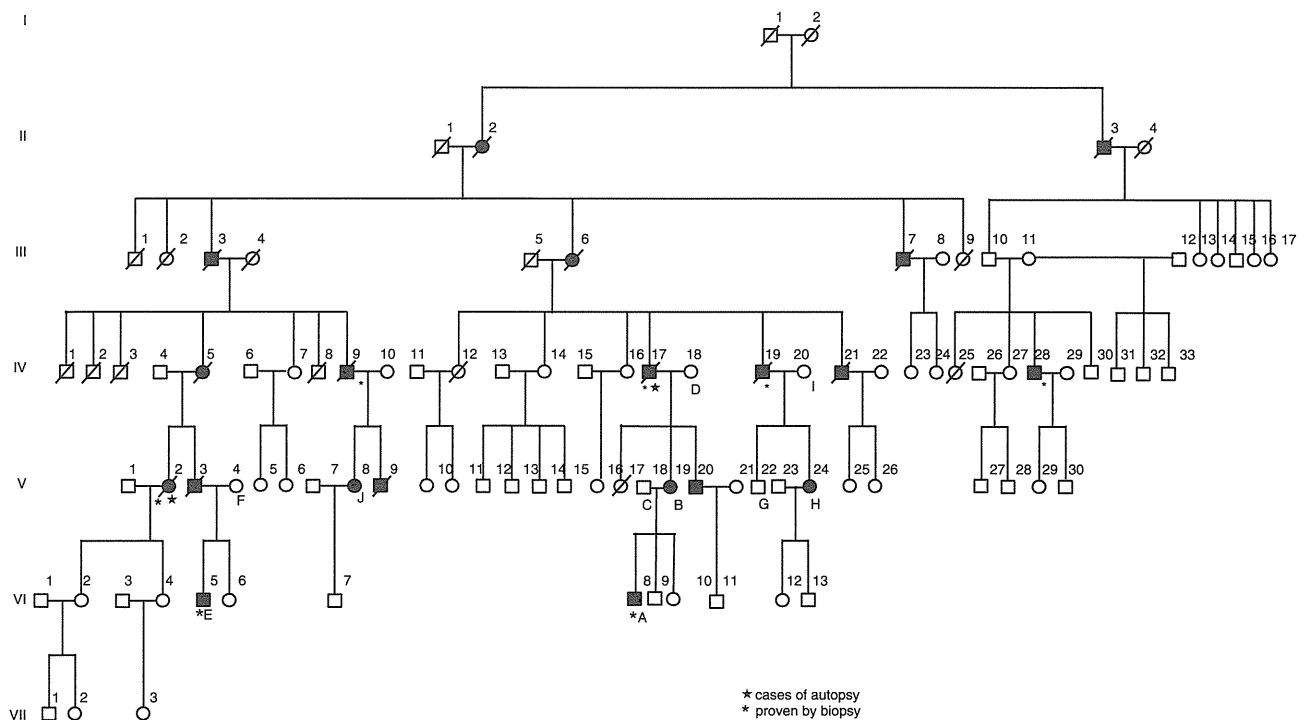 I
1 2
II
1 2 3 4
III
1 2 3 4 5 6 7 8 9 10 11 12 13 14 15 16 17
IV
1 2 3 4 5 6 7 8 9 10 11 12 13 14 15 16 17 18 19 20 21 22 23 24 25 26 27 28 29 30 31 32 33
* * ★ D * I *
V
1 2 3 4 5 6 7 8 9 10 11 12 13 14 15 16 17 18 19 20 21 22 23 24 25 26 27 28 29 30
* ★ F J C B G H
VI
1 2 3 4 5 6 7 8 9 10 11 12 13
*E *A
VII
1 2 3
★ cases of autopsy
* proven by biopsy